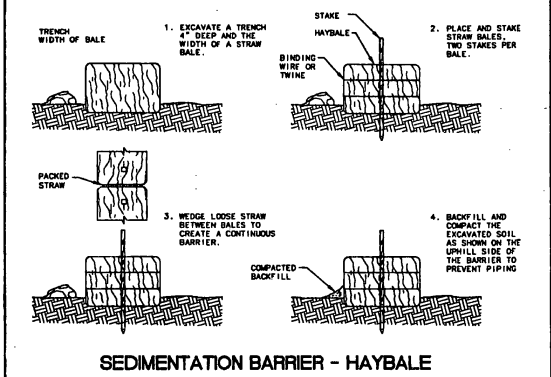 TRENCH
WIDTH OF BALE
1. EXCAVATE A TRENCH
4" DEEP AND THE
WIDTH OF A STRAW
BALE.
STAKE
HAYBALE
BINDING
WIRE OR
TWINE
2. PLACE AND STAKE
STRAW BALES,
TWO STAKES PER
BALE.
PACKED
STRAW
3. WEDGE LOOSE STRAW
BETWEEN BALES TO
CREATE A CONTINUOUS
BARRIER.
COMPACTED
BACKFILL
4. BACKFILL AND
COMPACT THE
EXCAVATED SOIL
AS SHOWN ON THE
UPHILL SIDE OF
THE BARRIER TO
PREVENT PIPING
SEDIMENTATION BARRIER - HAYBALE